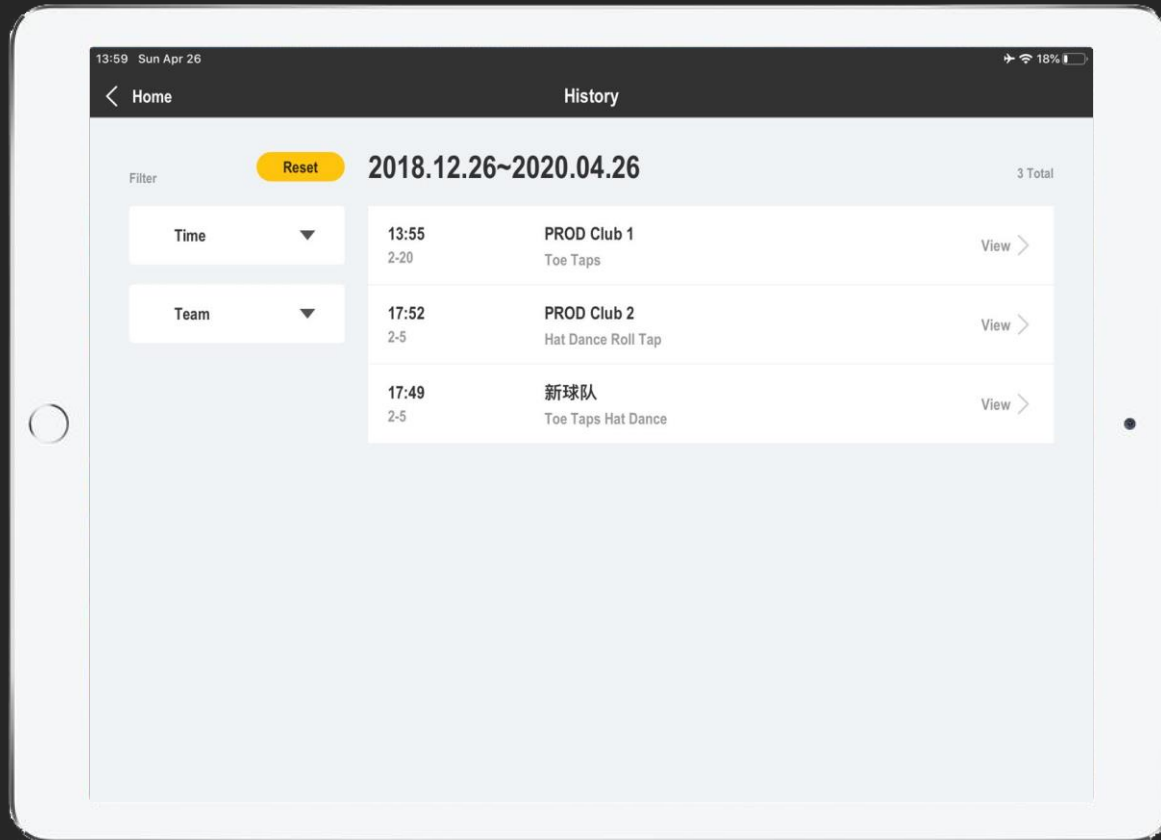 13:59 Sun Apr 26
18%
Home
History
Filter
Reset
2018.12.26~2020.04.26
3 Total
Time
Team
13:55
PROD Club 1
2-20
Toe Taps
View
17:52
PROD Club 2
2-5
Hat Dance Roll Tap
View
17:49
新球队
2-5
Toe Taps Hat Dance
View